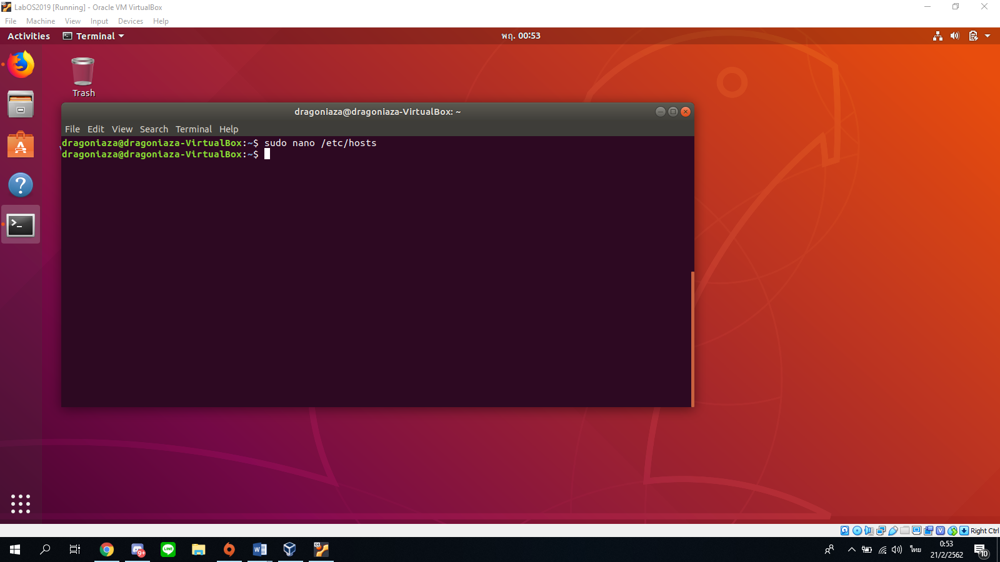 LabOS2019 [Running] - Oracle VM VirtualBox
File Machine View Input Devices Help
Activities Terminal พฤ. 00:53
Trash
dragoniaza@dragoniaza-VirtualBox: ~
File Edit View Search Terminal Help
dragoniaza@dragoniaza-VirtualBox:~$ sudo nano /etc/hosts
dragoniaza@dragoniaza-VirtualBox:~$
Right Ctrl
9+
ไทย
0:53
21/2/2562
10